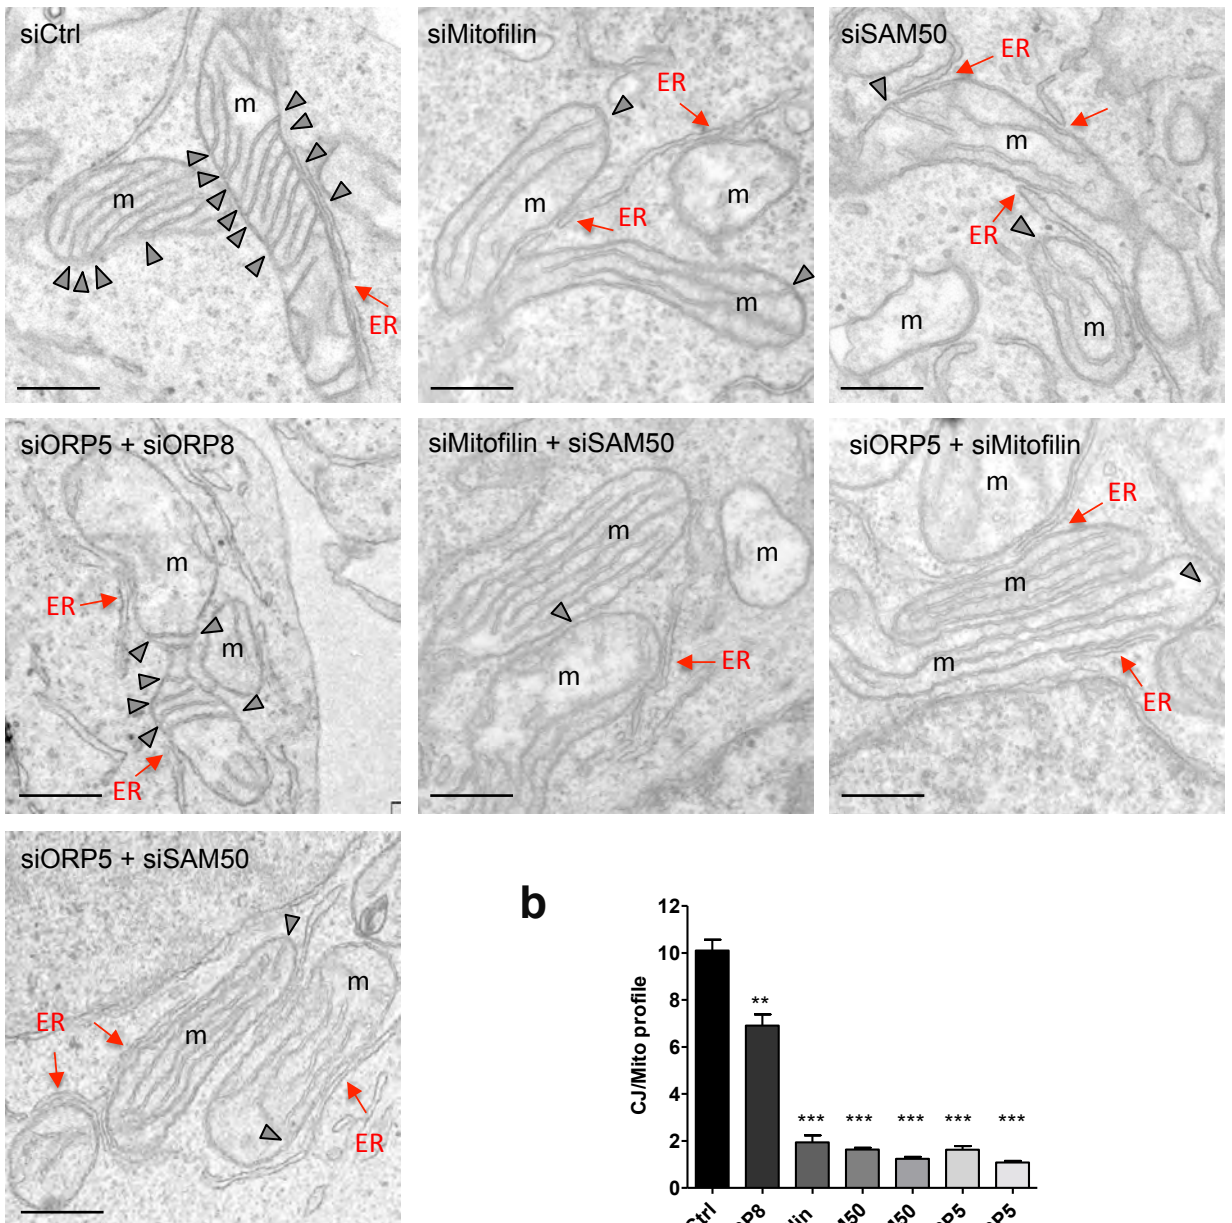 siCtrl
m
m
ER
siMitofilin
ER
m
m
ER
m
siSAM50
ER
m
ER
m
m
siORP5 + siORP8
m
ER
m
ER
siMitofilin + siSAM50
m
m
ER
m
siORP5 + siMitofilin
m
ER
m
m
ER
siORP5 + siSAM50
m
ER
m
ER
b
12
10
8
6
4
2
0
CJ/Mito profile
**
***
***
***
***
***